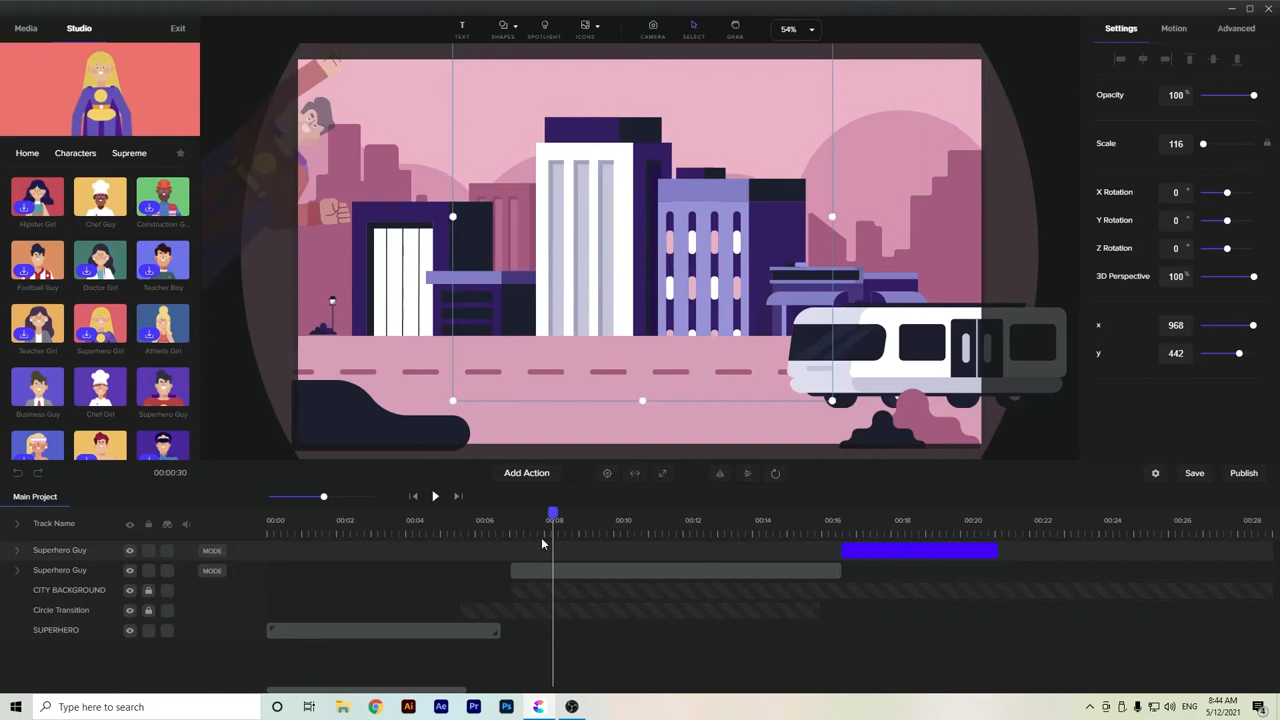 Media
Studio
Exit
TEXT
SHAPES
SPOTLIGHT
ICONS
CAMERA
SELECT
GRAB
54%
Settings
Motion
Advanced
Opacity
100
%
Scale
116
X Rotation
0
°
Y Rotation
0
°
Z Rotation
0
°
3D Perspective
100
%
x
968
y
442
Home
Characters
Supreme
Hipster Girl
Chef Guy
Construction G...
Football Guy
Doctor Girl
Teacher Boy
Teacher Girl
Superhero Girl
Athlete Girl
Business Guy
Chef Girl
Superhero Guy
00:00:30
Add Action
Save
Publish
Main Project
Track Name
00:00
00:02
00:04
00:06
00:08
00:10
00:12
00:14
00:16
00:18
00:20
00:22
00:24
00:26
00:28
Superhero Guy
MODE
Superhero Guy
MODE
CITY BACKGROUND
Circle Transition
SUPERHERO
Type here to search
Ai
Ae
Pr
Ps
ENG
8:44 AM
5/12/2021
4